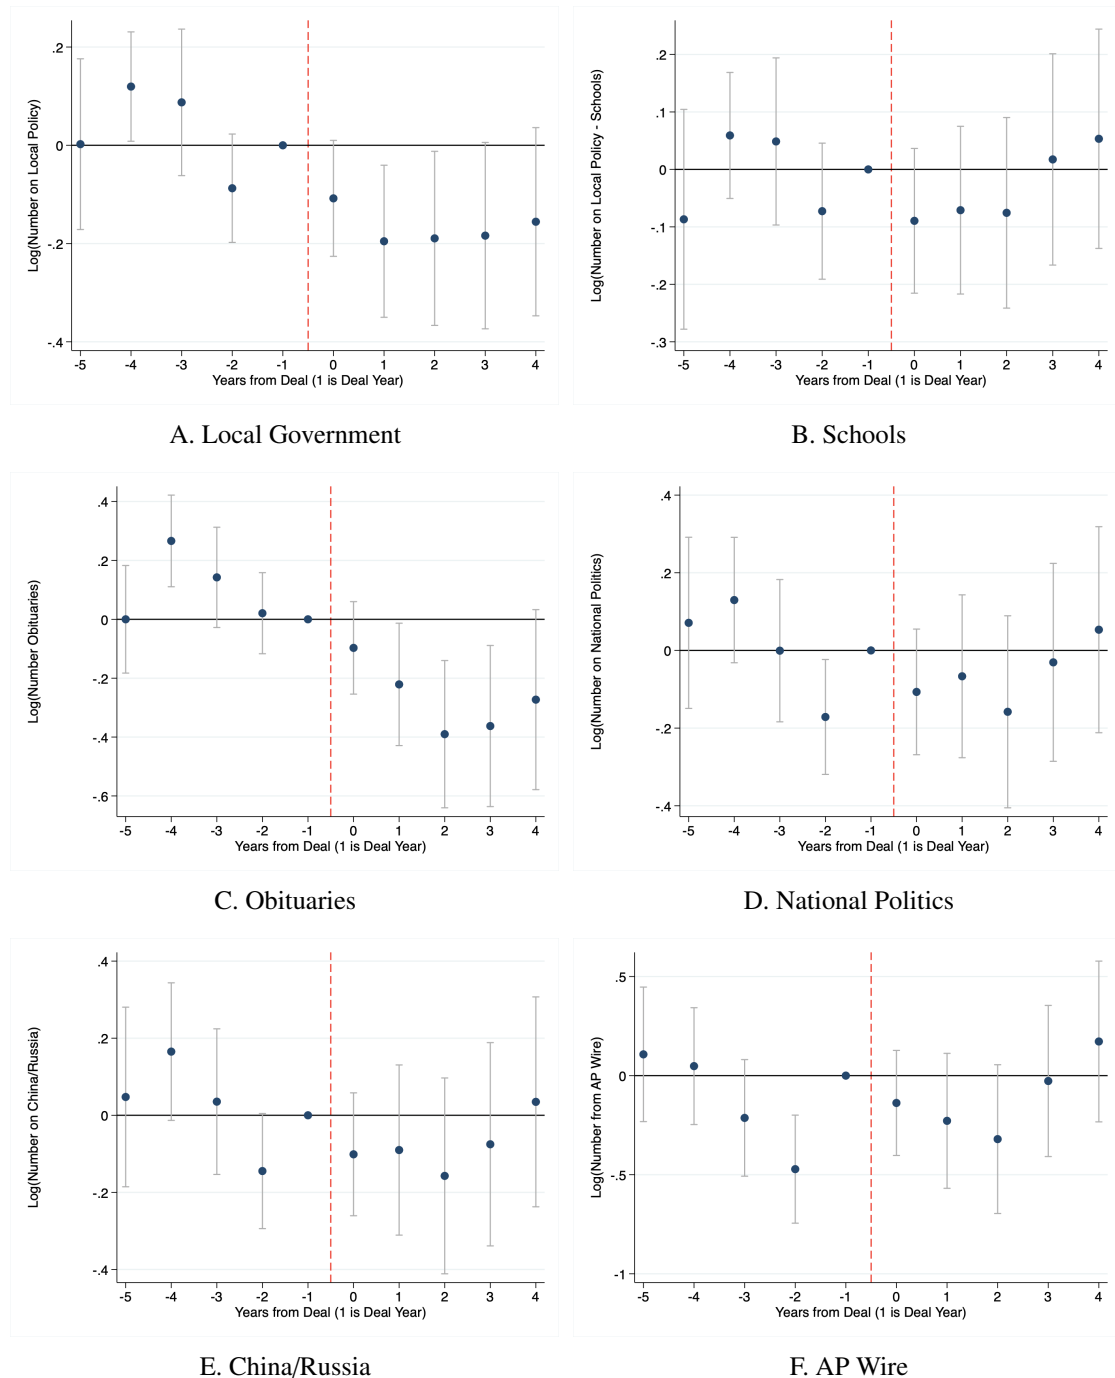 Log(Number on Local Policy)
.2
0
-.2
-.4
-5 -4 -3 -2 -1 0 1 2 3 4
Years from Deal (1 is Deal Year)
A. Local Government
Log(Number on Local Policy - Schools)
.2
.1
0
-.1
-.2
-.3
-5 -4 -3 -2 -1 0 1 2 3 4
Years from Deal (1 is Deal Year)
B. Schools
Log(Number Obituaries)
.4
.2
0
-.2
-.4
-.6
-5 -4 -3 -2 -1 0 1 2 3 4
Years from Deal (1 is Deal Year)
C. Obituaries
Log(Number on National Politics)
.4
.2
0
-.2
-.4
-5 -4 -3 -2 -1 0 1 2 3 4
Years from Deal (1 is Deal Year)
D. National Politics
Log(Number on China/Russia)
.4
.2
0
-.2
-.4
-5 -4 -3 -2 -1 0 1 2 3 4
Years from Deal (1 is Deal Year)
E. China/Russia
Log(Number from AP Wire)
.5
0
-.5
-1
-5 -4 -3 -2 -1 0 1 2 3 4
Years from Deal (1 is Deal Year)
F. AP Wire